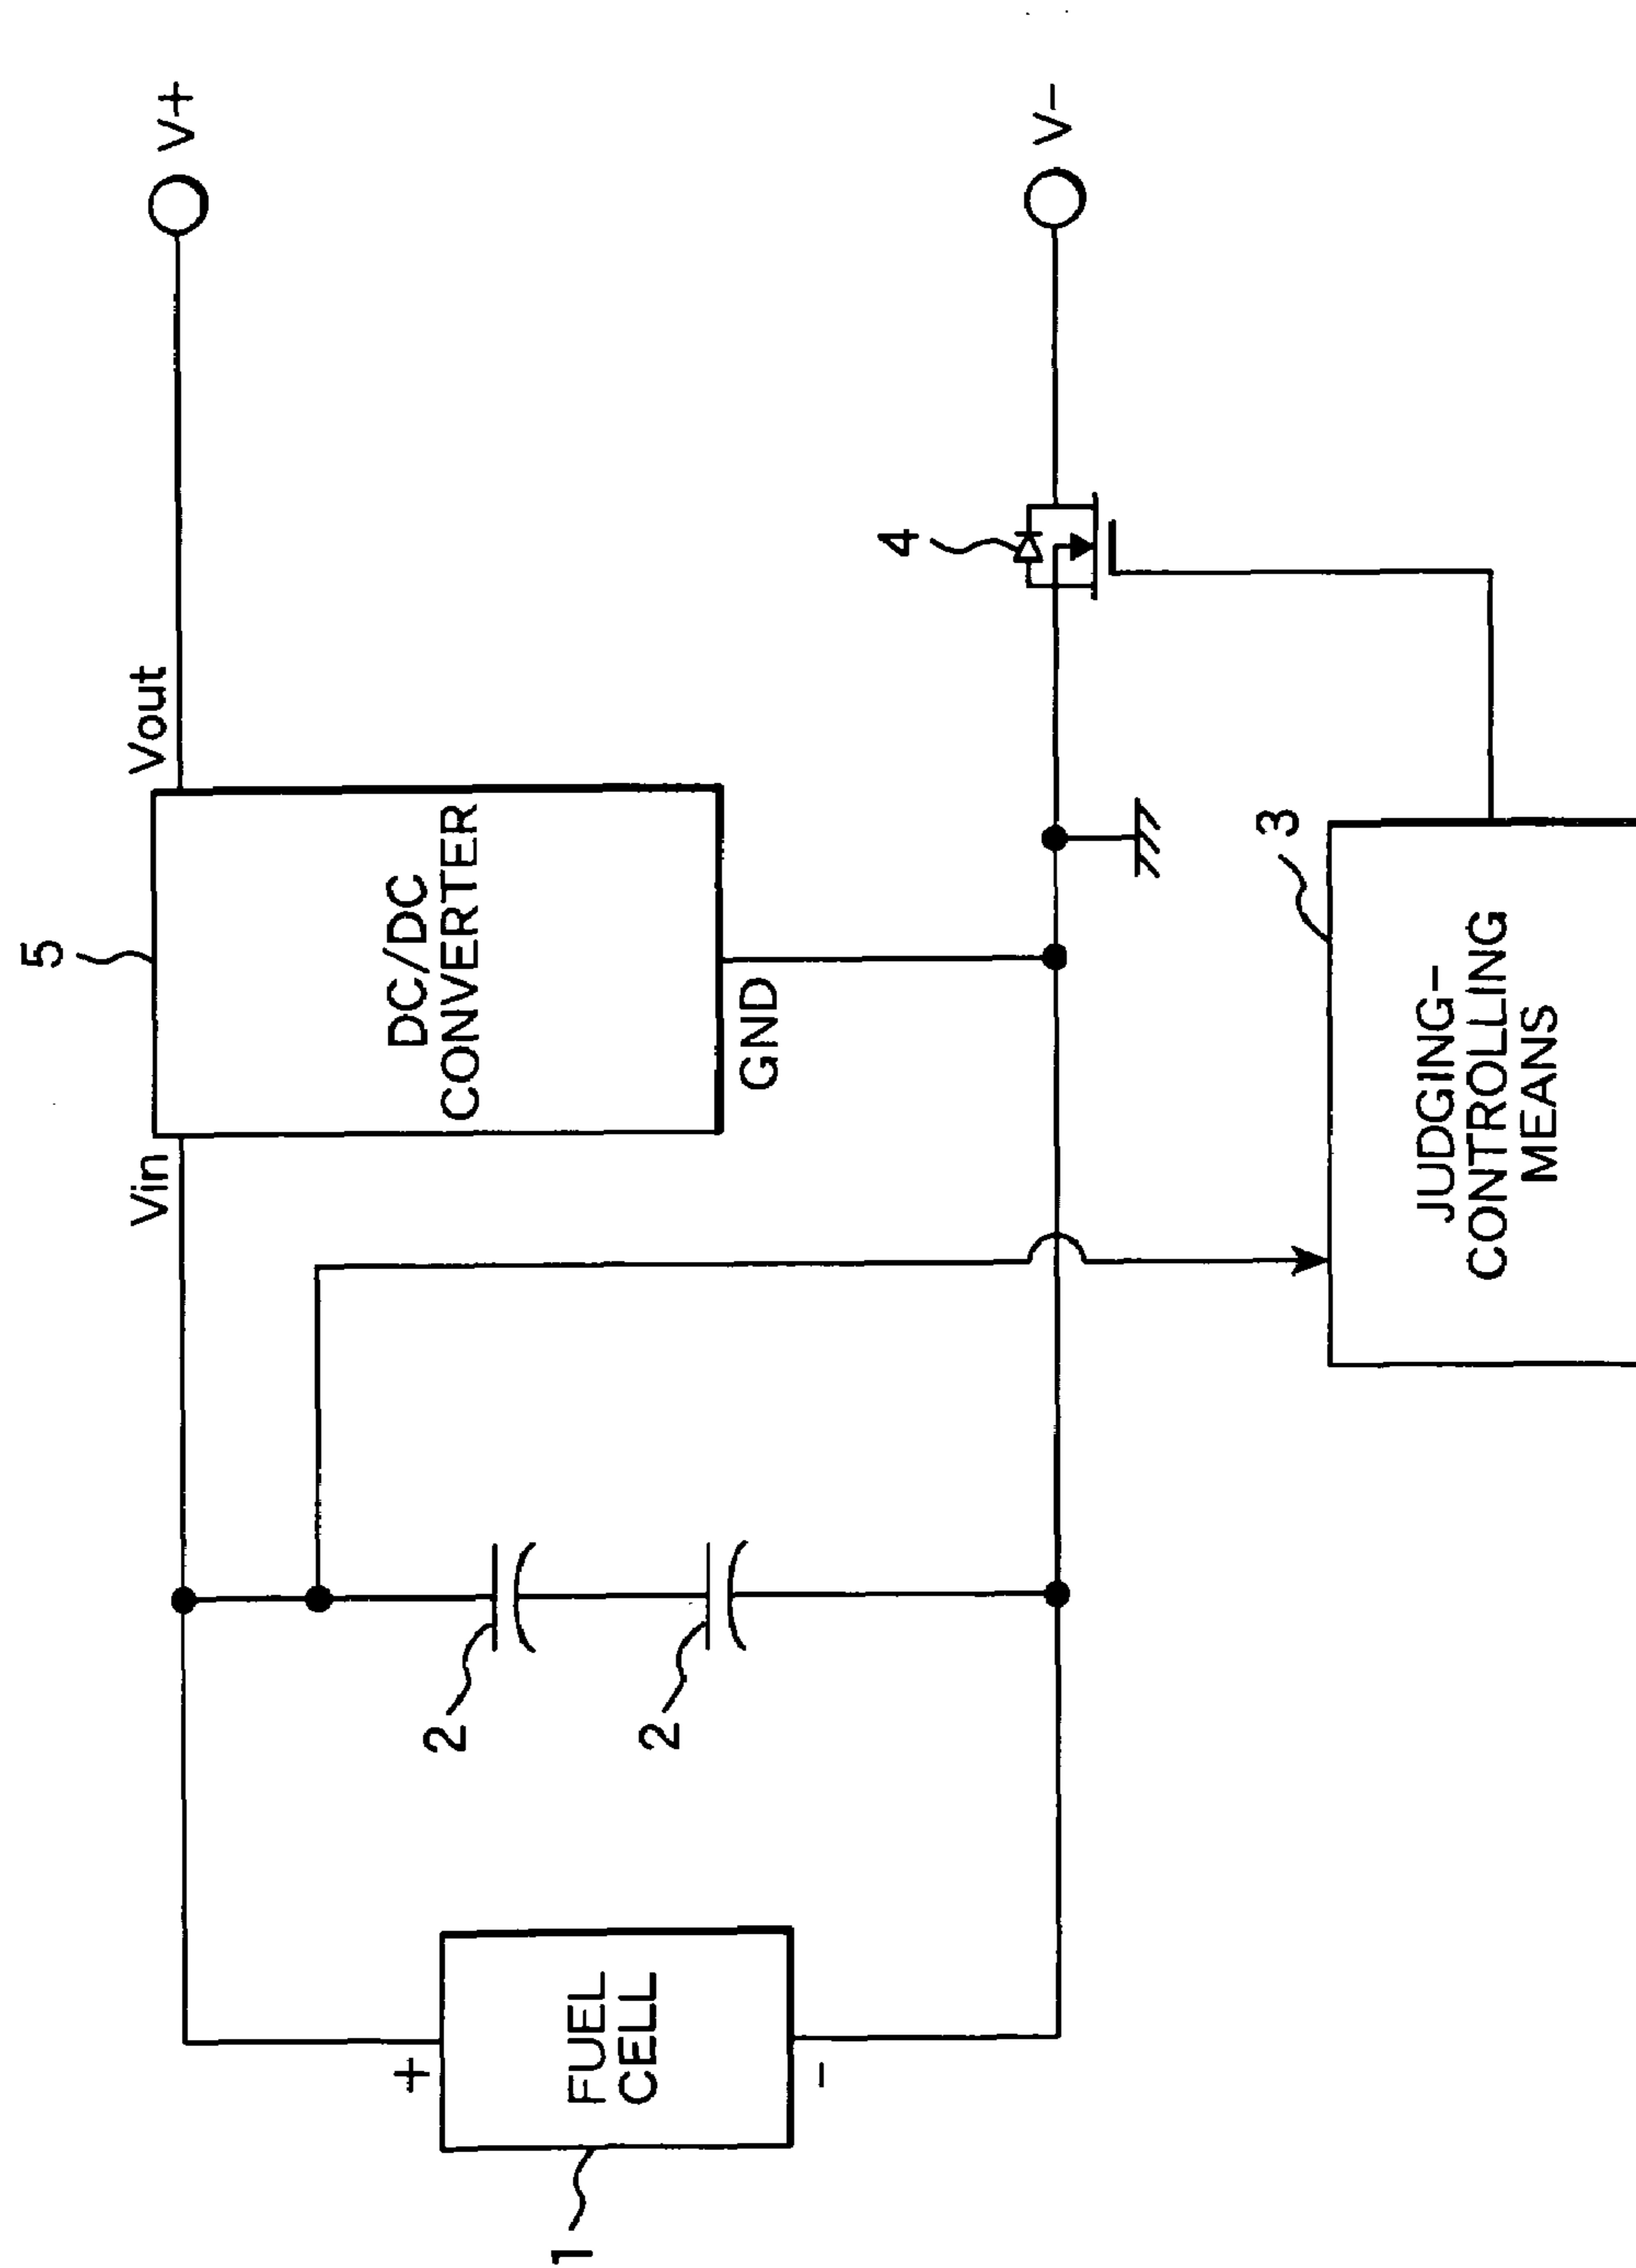 5
Vin
Vout
V+
DC/DC
CONVERTER
GND
+
FUEL
CELL
-
1
2
2
4
V-
3
JUDGING-
CONTROLLING
MEANS